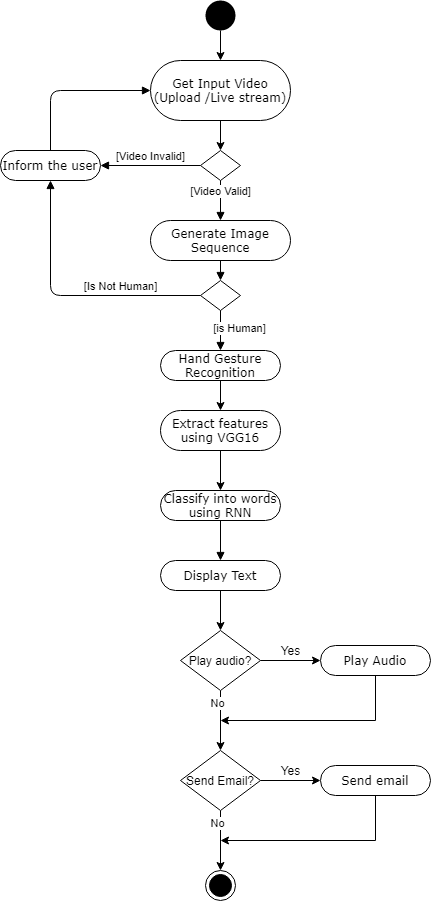 Get Input Video
(Upload /Live stream)
[Video Invalid]
Inform the user
[Video Valid]
Generate Image
Sequence
[Is Not Human]
[is Human]
Hand Gesture
Recognition
Extract features
using VGG16
Classify into words
using RNN
Display Text
Play audio?
Yes
Play Audio
No
Send Email?
Yes
Send email
No